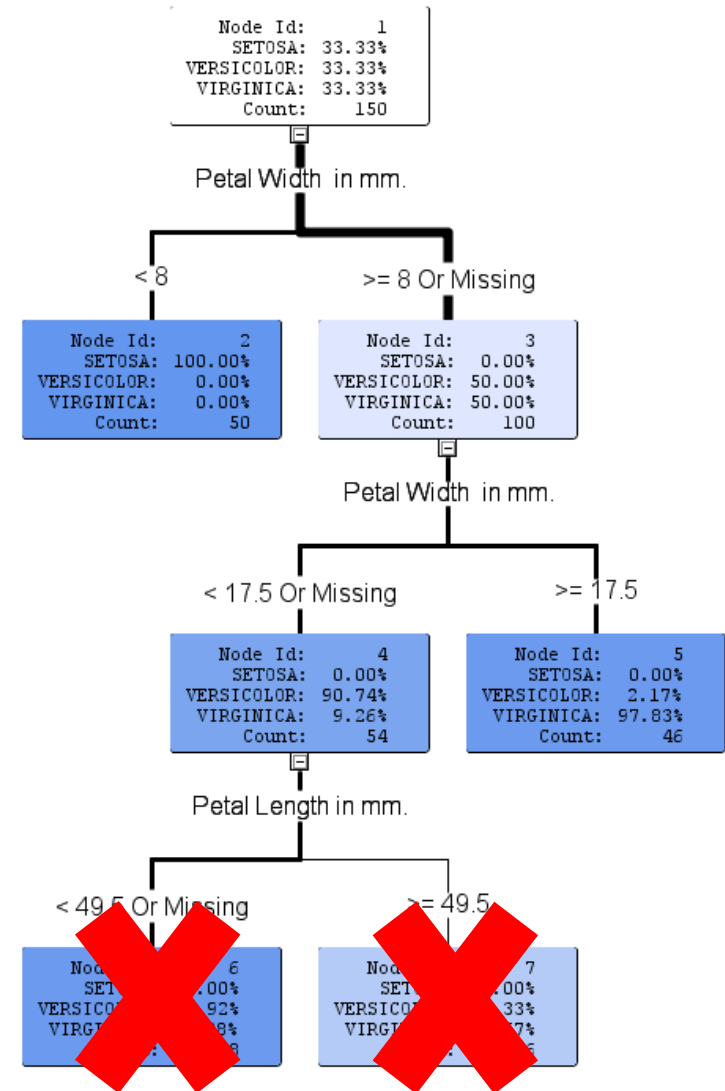 Node Id: 1
SETOSA: 33.33%
VERSICOLOR: 33.33%
VIRGINICA: 33.33%
Count: 150
Petal Width in mm.
< 8
>= 8 Or Missing
Node Id: 2
SETOSA: 100.00%
VERSICOLOR: 0.00%
VIRGINICA: 0.00%
Count: 50
Node Id: 3
SETOSA: 0.00%
VERSICOLOR: 50.00%
VIRGINICA: 50.00%
Count: 100
Petal Width in mm.
< 17.5 Or Missing
>= 17.5
Node Id: 4
SETOSA: 0.00%
VERSICOLOR: 90.74%
VIRGINICA: 9.26%
Count: 54
Node Id: 5
SETOSA: 0.00%
VERSICOLOR: 2.17%
VIRGINICA: 97.83%
Count: 46
Petal Length in mm.
< 49.5 Or Missing
>= 49.5
6
7